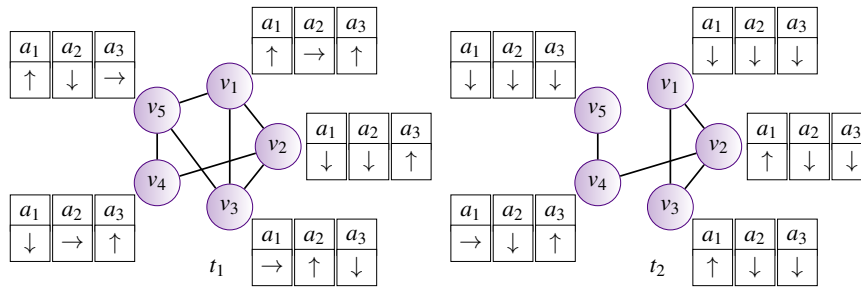 a1 a2 a3
↑ → ↑
a1 a2 a3
↑ ↓ →
v1
v5
v2
a1 a2 a3
↓ ↓ ↑
v4
v3
a1 a2 a3
↓ → ↑
a1 a2 a3
→ ↑ ↓
t1
a1 a2 a3
↓ ↓ ↓
a1 a2 a3
↓ ↓ ↓
v1
v5
v2
a1 a2 a3
↑ ↓ ↓
v4
v3
a1 a2 a3
→ ↓ ↑
a1 a2 a3
↑ ↓ ↓
t2